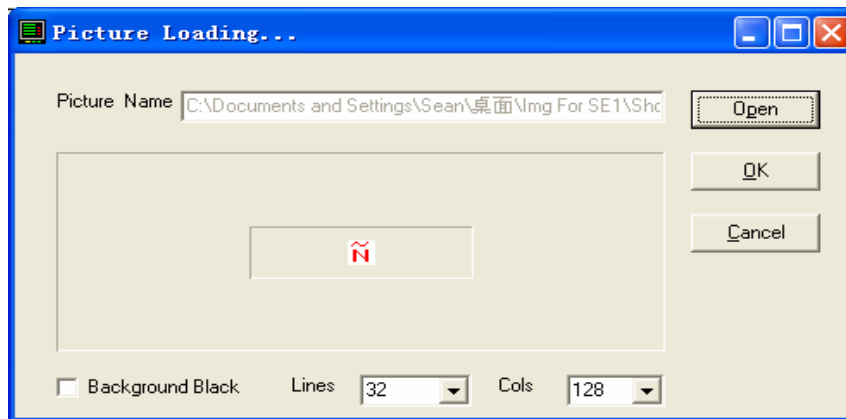 Picture Loading...
Picture Name C:\Documents and Settings\Sean\桌面\Img For SE1\Sho
Open
OK
Ñ
Cancel
Background Black Lines 32 Cols 128